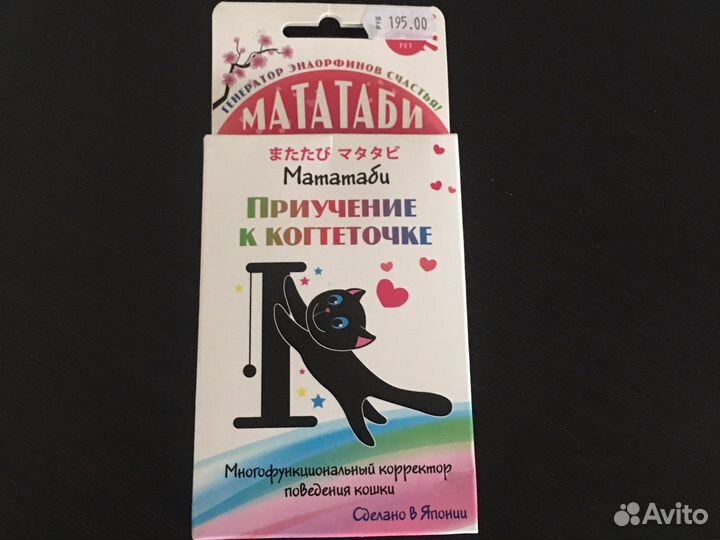 РУБ 195.00
PET
ГЕНЕРАТОР ЭНДОРФИНОВ СЧАСТЬЯ!
МАТАТАБИ
またたび マタタビ
Мататаби
ПРИУЧЕНИЕ
К КОГТЕТОЧКЕ
Многофункциональный корректор
поведения кошки
Сделано в Японии
Avito